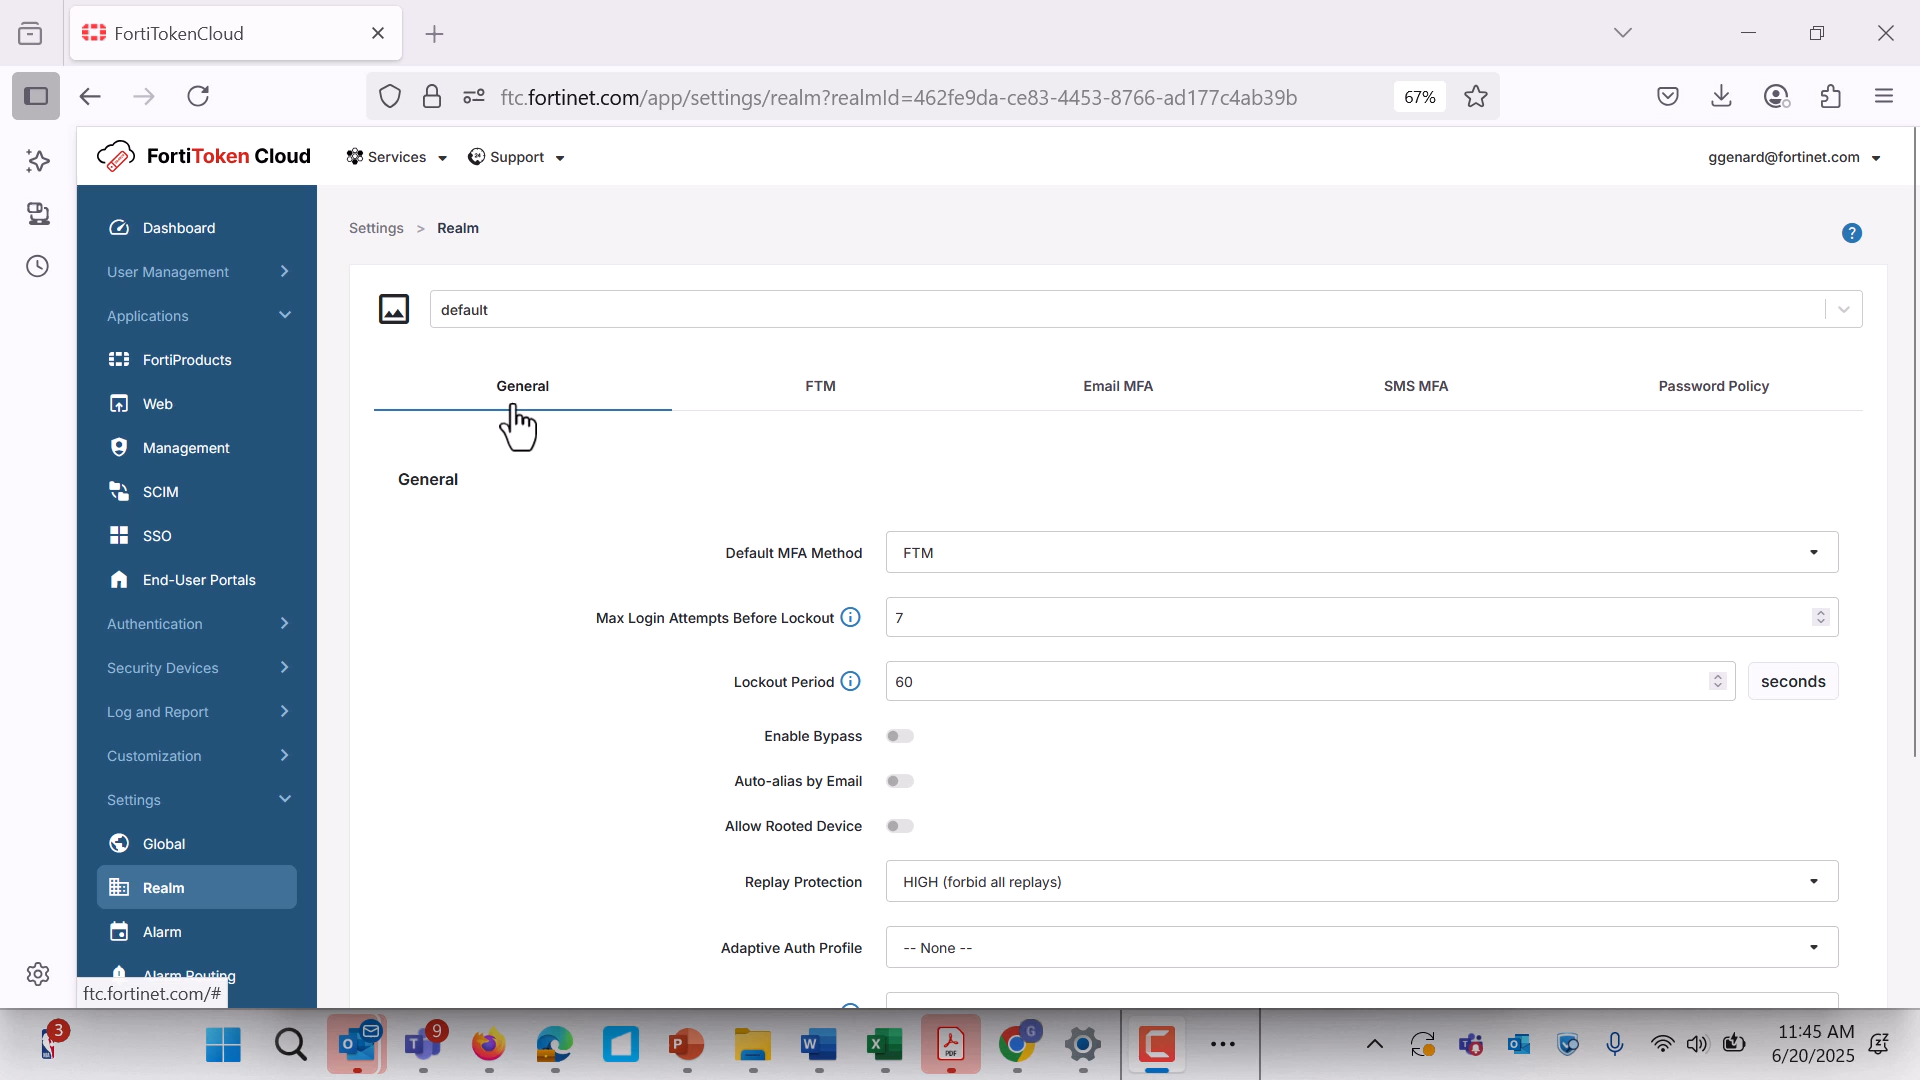 FortiTokenCloud
ftc.fortinet.com/app/settings/realm?realmId=462fe9da-ce83-4453-8766-ad177c4ab39b
67%
FortiToken Cloud
Services
Support
ggenard@fortinet.com
Dashboard
User Management
Applications
FortiProducts
Web
Management
SCIM
SSO
End-User Portals
Authentication
Security Devices
Log and Report
Customization
Settings
Global
Realm
Alarm
Alarm Routing
ftc.fortinet.com/#
Settings > Realm
?
default
General
FTM
Email MFA
SMS MFA
Password Policy
General
Default MFA Method
FTM
Max Login Attempts Before Lockout
7
Lockout Period
60
seconds
Enable Bypass
Auto-alias by Email
Allow Rooted Device
Replay Protection
HIGH (forbid all replays)
Adaptive Auth Profile
-- None --
3
9
G
PDF
11:45 AM
6/20/2025